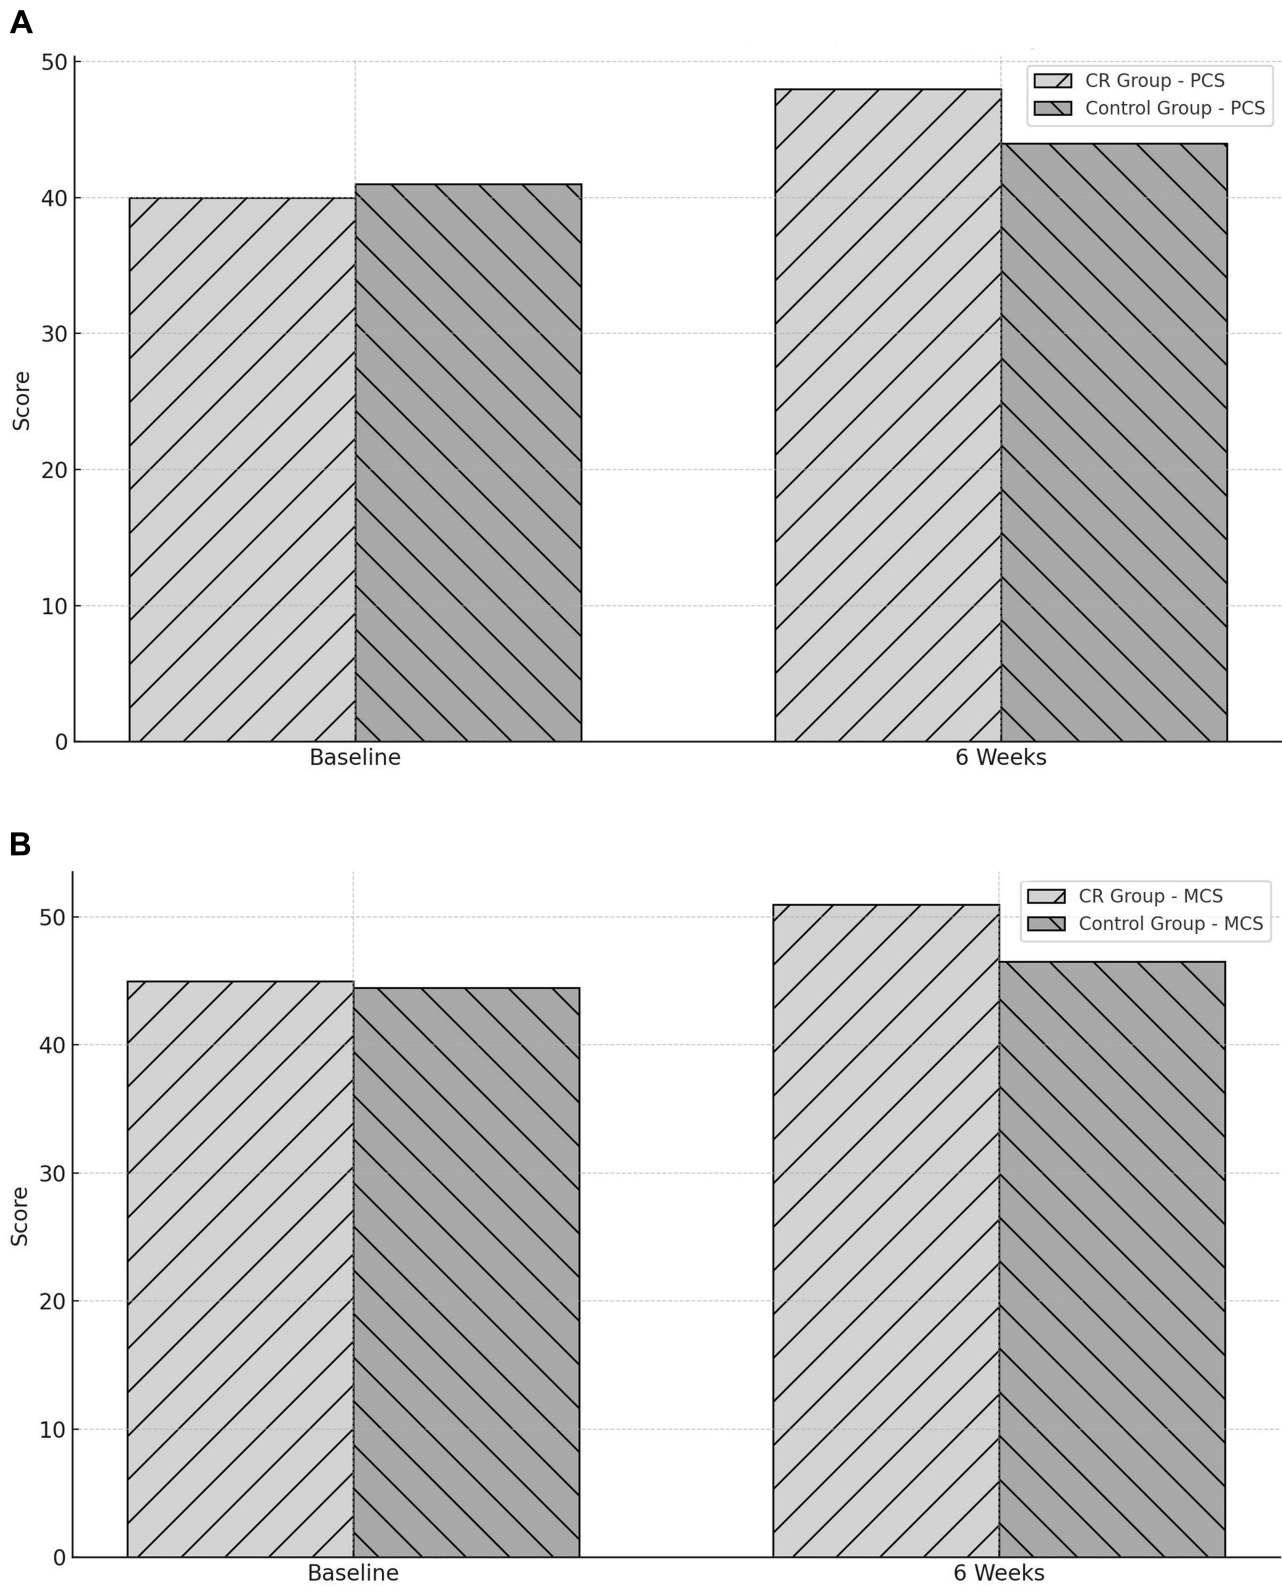 A
50
40
30
20
10
0
Score
CR Group - PCS
Control Group - PCS
Baseline
6 Weeks
B
50
40
30
20
10
0
Score
CR Group - MCS
Control Group - MCS
Baseline
6 Weeks